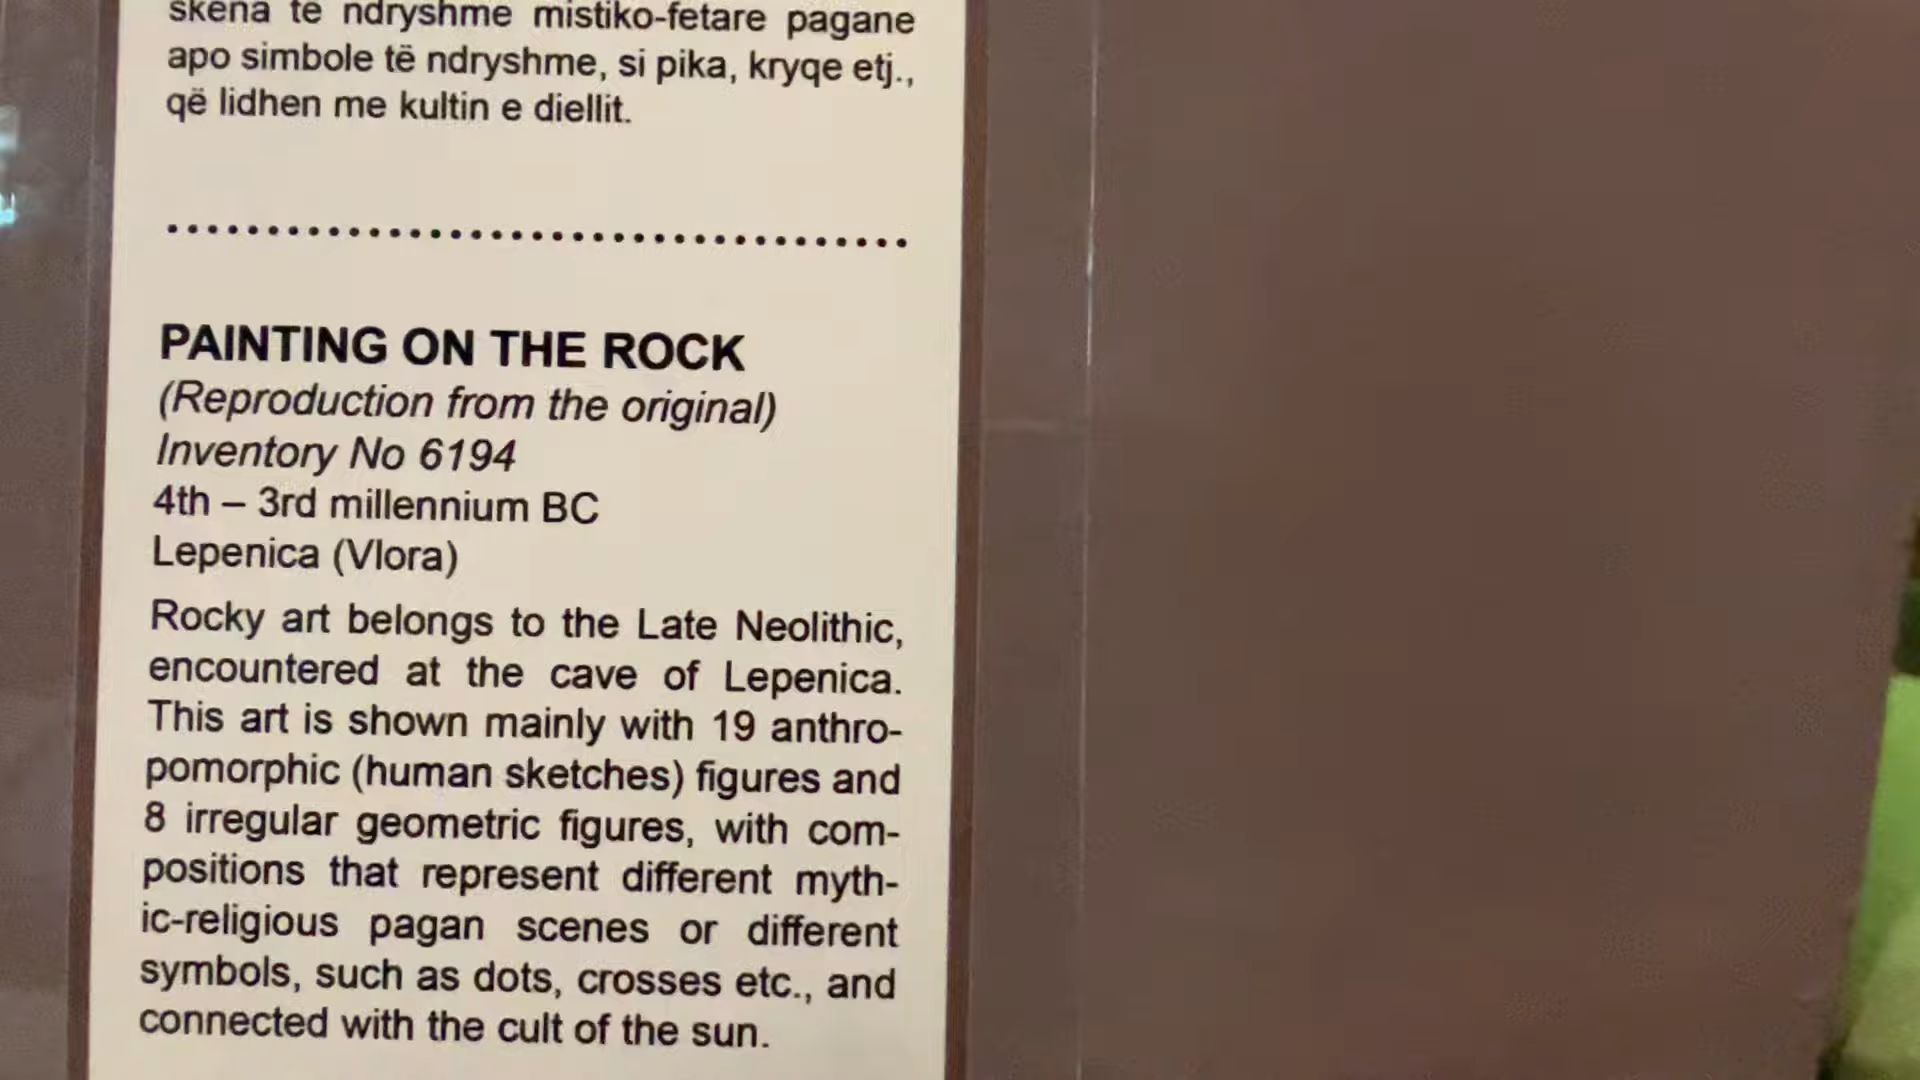 skena të ndryshme mistiko-fetare pagane
apo simbole të ndryshme, si pika, kryqe etj.,
që lidhen me kultin e diellit.
PAINTING ON THE ROCK
(Reproduction from the original)
Inventory No 6194
4th – 3rd millennium BC
Lepenica (Vlora)
Rocky art belongs to the Late Neolithic,
encountered at the cave of Lepenica.
This art is shown mainly with 19 anthro-
pomorphic (human sketches) figures and
8 irregular geometric figures, with com-
positions that represent different myth-
ic-religious pagan scenes or different
symbols, such as dots, crosses etc., and
connected with the cult of the sun.